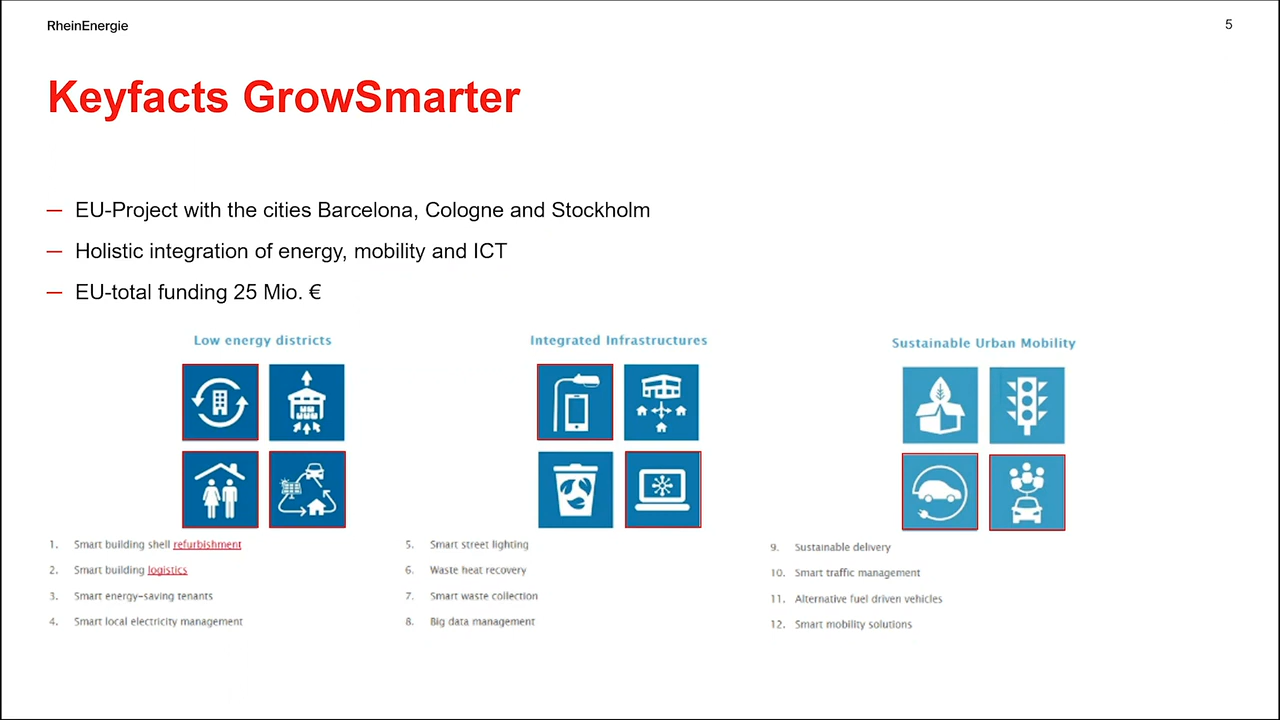 RheinEnergie
5
Keyfacts GrowSmarter
— EU-Project with the cities Barcelona, Cologne and Stockholm
— Holistic integration of energy, mobility and ICT
— EU-total funding 25 Mio. €
Low energy districts
1. Smart building shell refurbishment
2. Smart building logistics
3. Smart energy-saving tenants
4. Smart local electricity management
Integrated Infrastructures
5. Smart street lighting
6. Waste heat recovery
7. Smart waste collection
8. Big data management
Sustainable Urban Mobility
9. Sustainable delivery
10. Smart traffic management
11. Alternative fuel driven vehicles
12. Smart mobility solutions